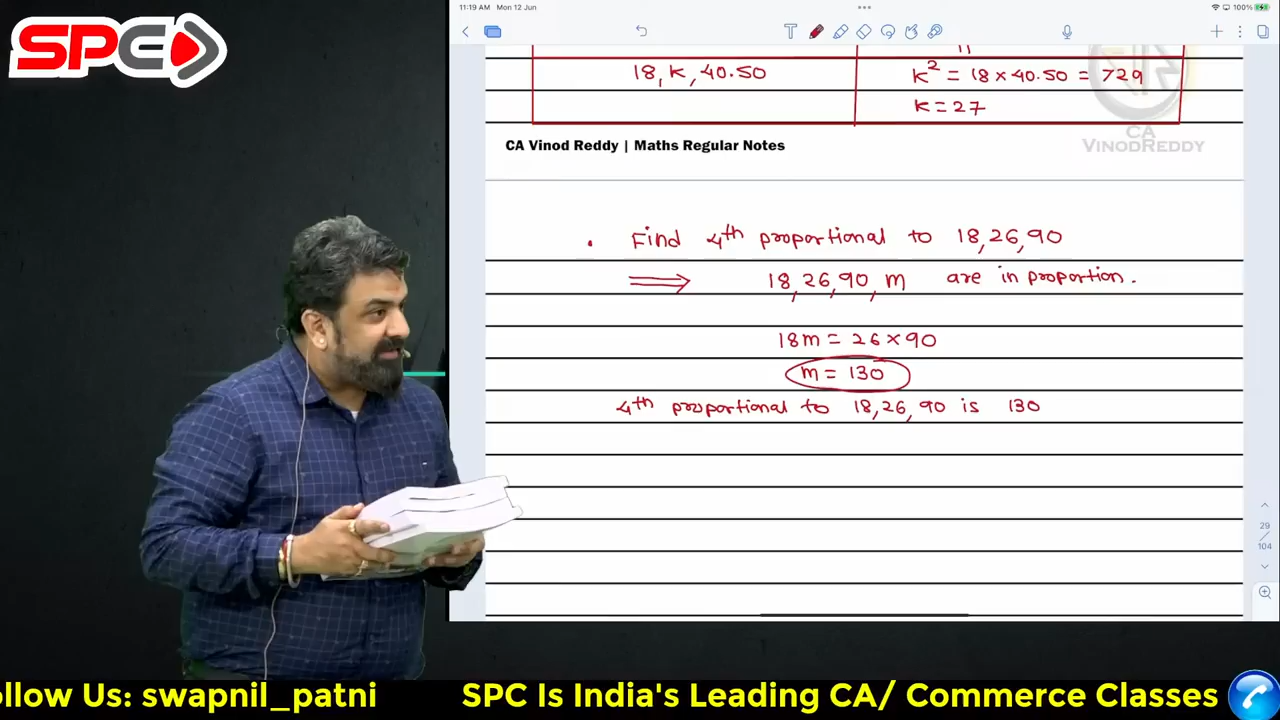 11:19 AM Mon 12 Jun
100%
SPC
18, K, 40.50
K² = 18 × 40.50 = 729
K = 27
CA Vinod Reddy | Maths Regular Notes
CA
VINODREDDY
Find 4th proportional to 18,26,90
18,26,90, m are in proportion.
18m = 26 × 90
m = 130
4th proportional to 18,26,90 is 130
29
104
ollow Us: swapnil_patni SPC Is India's Leading CA/ Commerce Classes